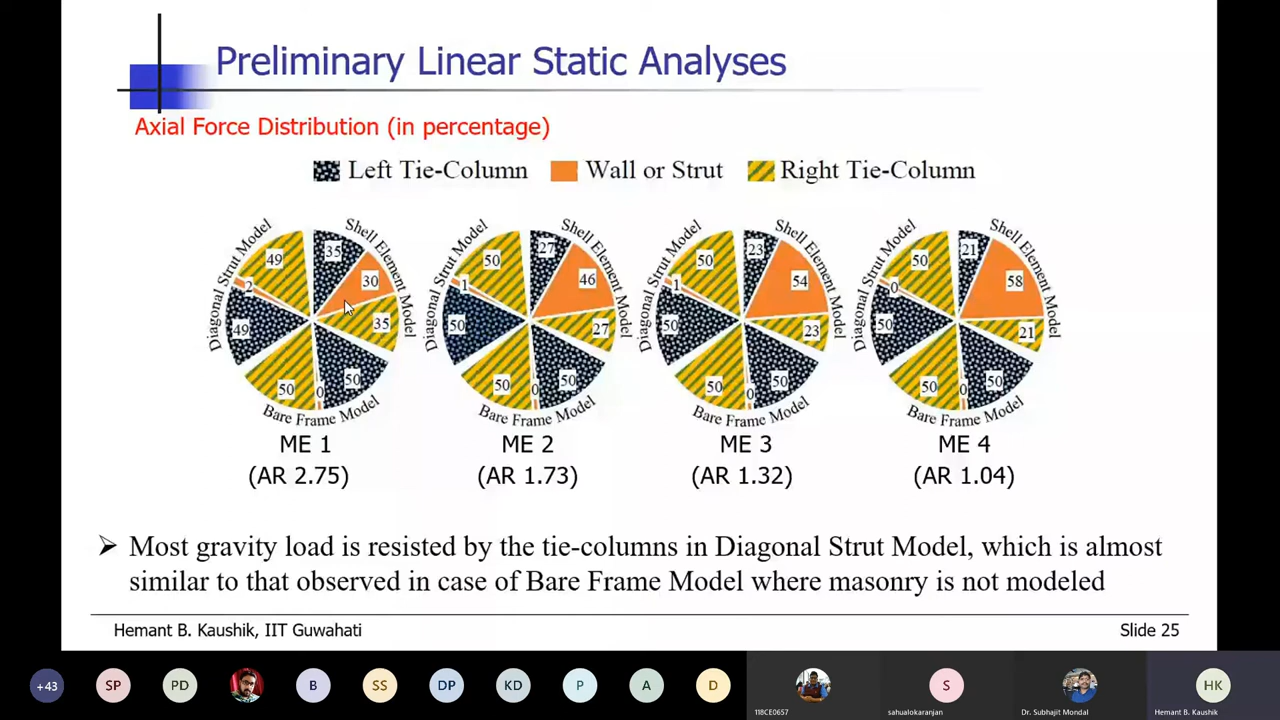 Preliminary Linear Static Analyses
Axial Force Distribution (in percentage)
Left Tie-Column Wall or Strut Right Tie-Column
Diagonal Strut Model
Shell Element Model
49
35
30
2
49
35
50
50
0
Bare Frame Model
ME 1
(AR 2.75)
Diagonal Strut Model
Shell Element Model
50
27
46
1
50
27
50
50
0
Bare Frame Model
ME 2
(AR 1.73)
Diagonal Strut Model
Shell Element Model
50
23
54
1
50
23
50
50
0
Bare Frame Model
ME 3
(AR 1.32)
Diagonal Strut Model
Shell Element Model
50
21
58
0
50
21
50
50
0
Bare Frame Model
ME 4
(AR 1.04)
Most gravity load is resisted by the tie-columns in Diagonal Strut Model, which is almost
similar to that observed in case of Bare Frame Model where masonry is not modeled
Hemant B. Kaushik, IIT Guwahati Slide 25
+43 SP PD B SS DP KD P A D S HK
118CE0657 sahualokaranjan Dr. Subhajit Mondal Hemant B. Kaushik